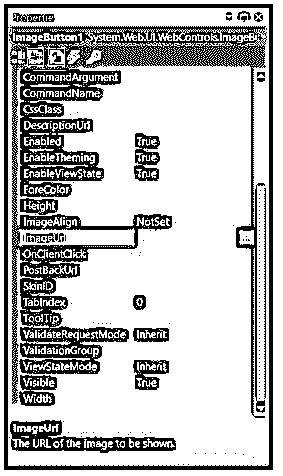 Properties
ImageButton1 System.Web.UI.WebControls.ImageBu
CommandArgument
CommandName
CssClass
DescriptionUrl
Enabled True
EnableTheming True
EnableViewState True
ForeColor
Height
ImageAlign NotSet
ImageUrl ...
OnClientClick
PostBackUrl
SkinID
TabIndex 0
ToolTip
ValidateRequestMode Inherit
ValidationGroup
ViewStateMode Inherit
Visible True
Width
ImageUrl
The URL of the image to be shown.